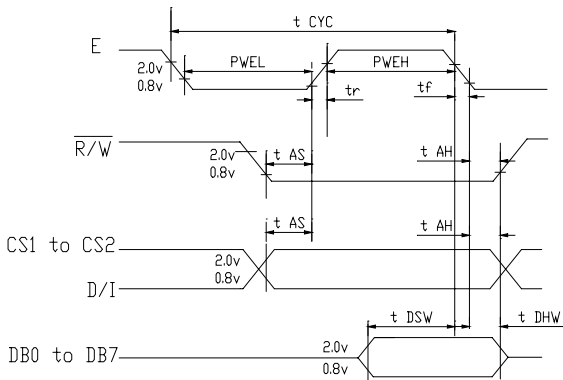 t CYC
E
2.0v
0.8v
PWEL
PWEH
tr
tf
R/W
2.0v
0.8v
t AS
t AH
t AS
t AH
CS1 to CS2
2.0v
0.8v
D/I
t DSW
t DHW
DB0 to DB7
2.0v
0.8v